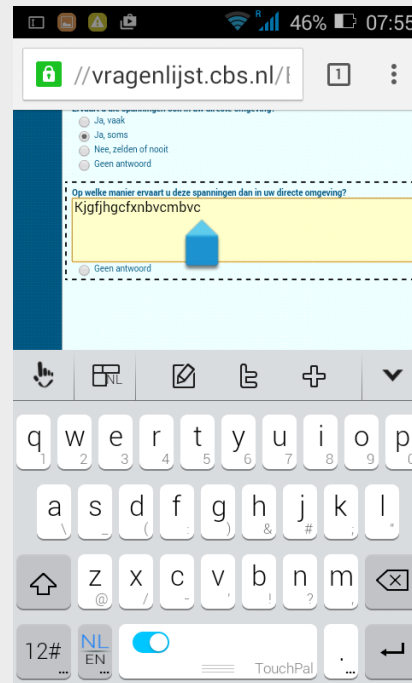 R
46%
07:55
//vragenlijst.cbs.nl/
1
Ervaart u die spanningen ook in uw directe omgeving?
Ja, vaak
Ja, soms
Nee, zelden of nooit
Geen antwoord
Op welke manier ervaart u deze spanningen dan in uw directe omgeving?
Kjgfjhgcfxnbvcmbvc
Geen antwoord
NL
q w e r t y u i o p
1 2 3 4 5 6 7 8 9 0
a s d f g h j k l
\ _ ( : ) & # ; "
z x c v b n m
@ / - ' ! ? ,
12# NL EN TouchPal .